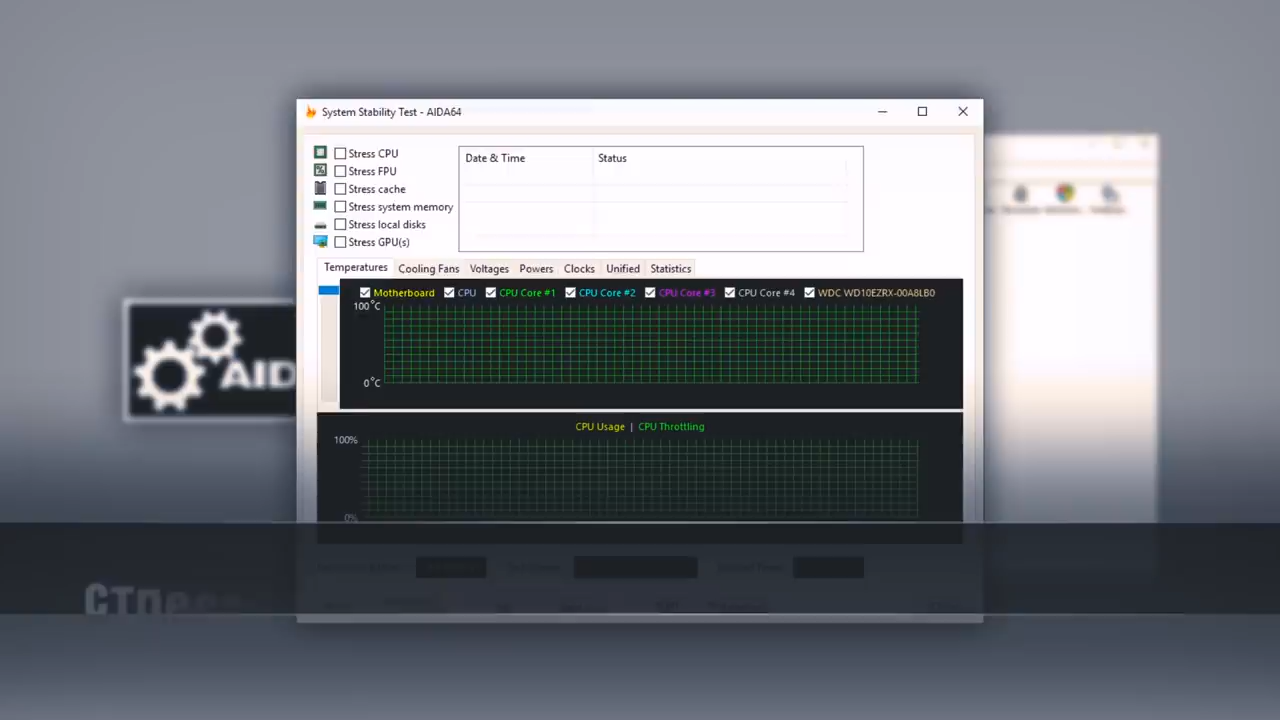 System Stability Test - AIDA64
Stress CPU
Stress FPU
Stress cache
Stress system memory
Stress local disks
Stress GPU(s)
Date & Time Status
Temperatures Cooling Fans Voltages Powers Clocks Unified Statistics
Motherboard CPU CPU Core #1 CPU Core #2 CPU Core #3 CPU Core #4 WDC WD10EZRX-00A8LB0
100°C
0°C
AID
CPU Usage | CPU Throttling
100%
0%